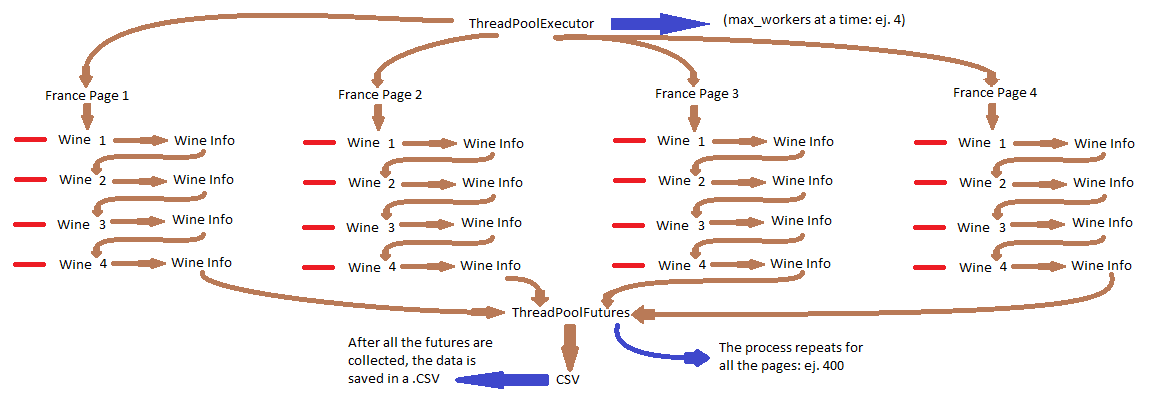 ThreadPoolExecutor
(max_workers at a time: ej. 4)
France Page 1
France Page 2
France Page 3
France Page 4
Wine 1
Wine Info
Wine 2
Wine Info
Wine 3
Wine Info
Wine 4
Wine Info
Wine 1
Wine Info
Wine 2
Wine Info
Wine 3
Wine Info
Wine 4
Wine Info
Wine 1
Wine Info
Wine 2
Wine Info
Wine 3
Wine Info
Wine 4
Wine Info
Wine 1
Wine Info
Wine 2
Wine Info
Wine 3
Wine Info
Wine 4
Wine Info
ThreadPoolFutures
After all the futures are
collected, the data is
saved in a .CSV
CSV
The process repeats for
all the pages: ej. 400